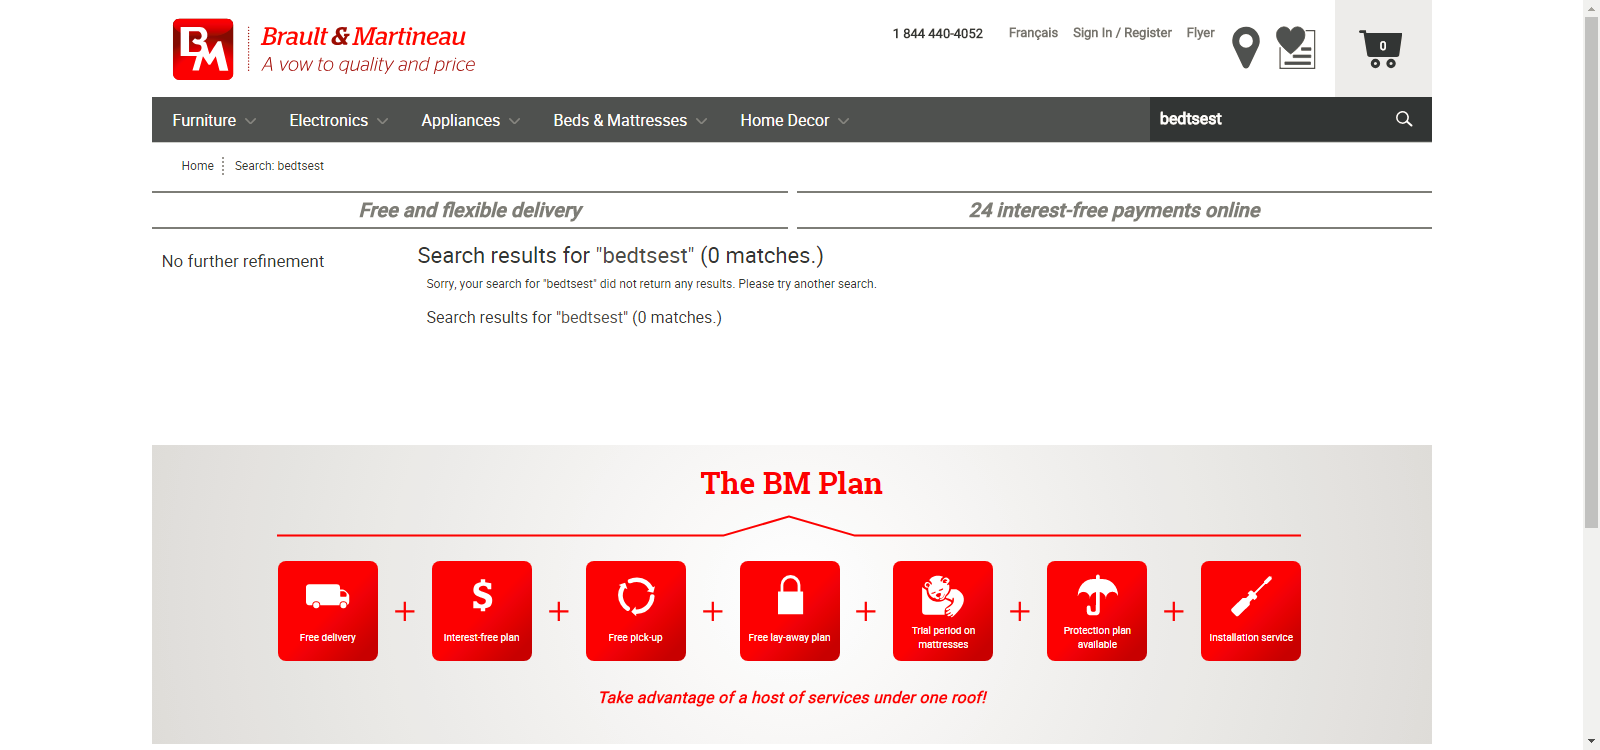 BM
Brault & Martineau
A vow to quality and price
1 844 440-4052 Français Sign In / Register Flyer
0
Furniture Electronics Appliances Beds & Mattresses Home Decor bedtsest
Home Search: bedtsest
Free and flexible delivery 24 interest-free payments online
No further refinement
Search results for "bedtsest" (0 matches.)
Sorry, your search for "bedtsest" did not return any results. Please try another search.
Search results for "bedtsest" (0 matches.)
The BM Plan
Free delivery + Interest-free plan + Free pick-up + Free lay-away plan + Trial period on mattresses + Protection plan available + Installation service
Take advantage of a host of services under one roof!